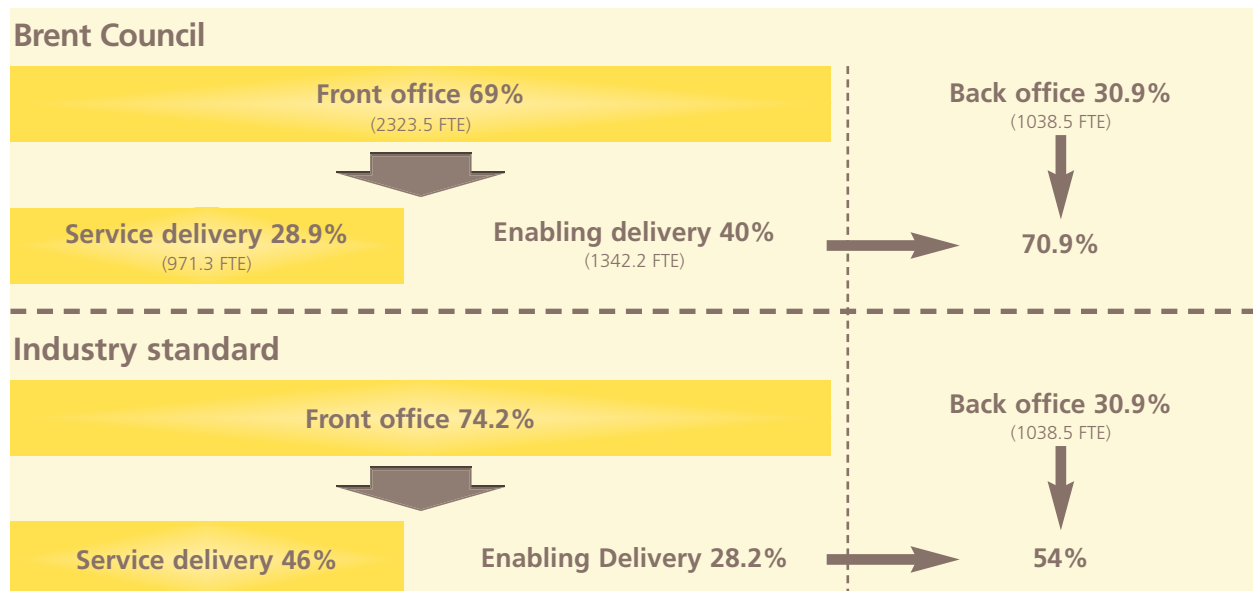 Brent Council
Front office 69%
(2323.5 FTE)
Back office 30.9%
(1038.5 FTE)
Service delivery 28.9%
(971.3 FTE)
Enabling delivery 40%
(1342.2 FTE)
70.9%
Industry standard
Front office 74.2%
Back office 30.9%
(1038.5 FTE)
Service delivery 46%
Enabling Delivery 28.2%
54%